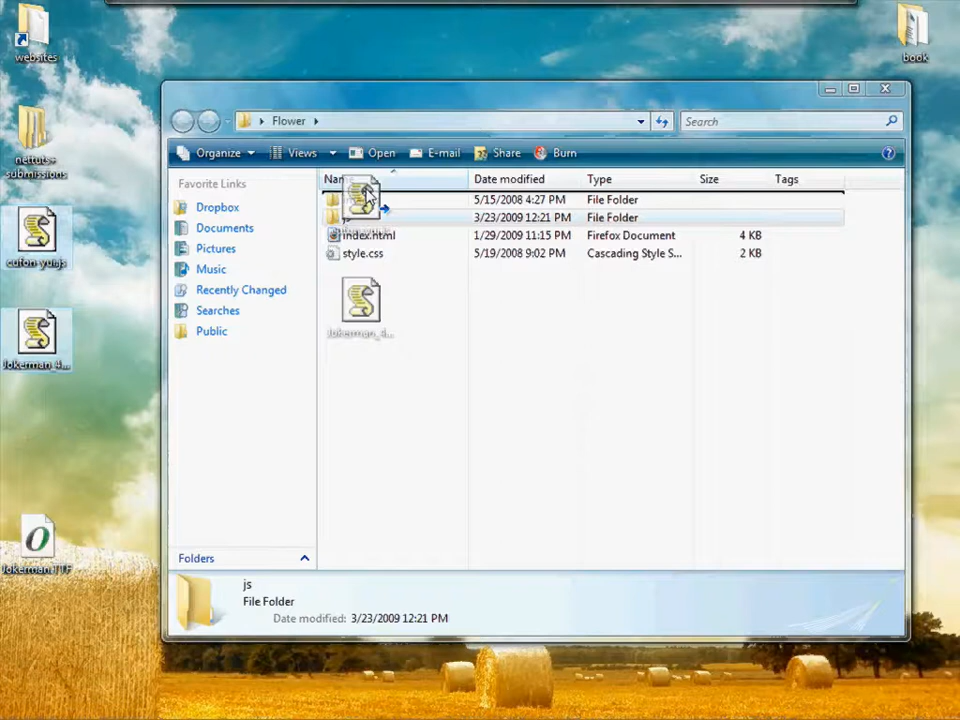 websites
book
nettuts+
submissions
cufon-yui.js
Jokerman_4...
Jokerman.TTF
Flower
Search
Organize Views Open E-mail Share Burn
Favorite Links
Dropbox
Documents
Pictures
Music
Recently Changed
Searches
Public
Folders
Date modified Type Size Tags
5/15/2008 4:27 PM File Folder
3/23/2009 12:21 PM File Folder
index.html 1/29/2009 11:15 PM Firefox Document 4 KB
style.css 5/19/2008 9:02 PM Cascading Style S... 2 KB
Jokerman_4...
js
File Folder
Date modified: 3/23/2009 12:21 PM